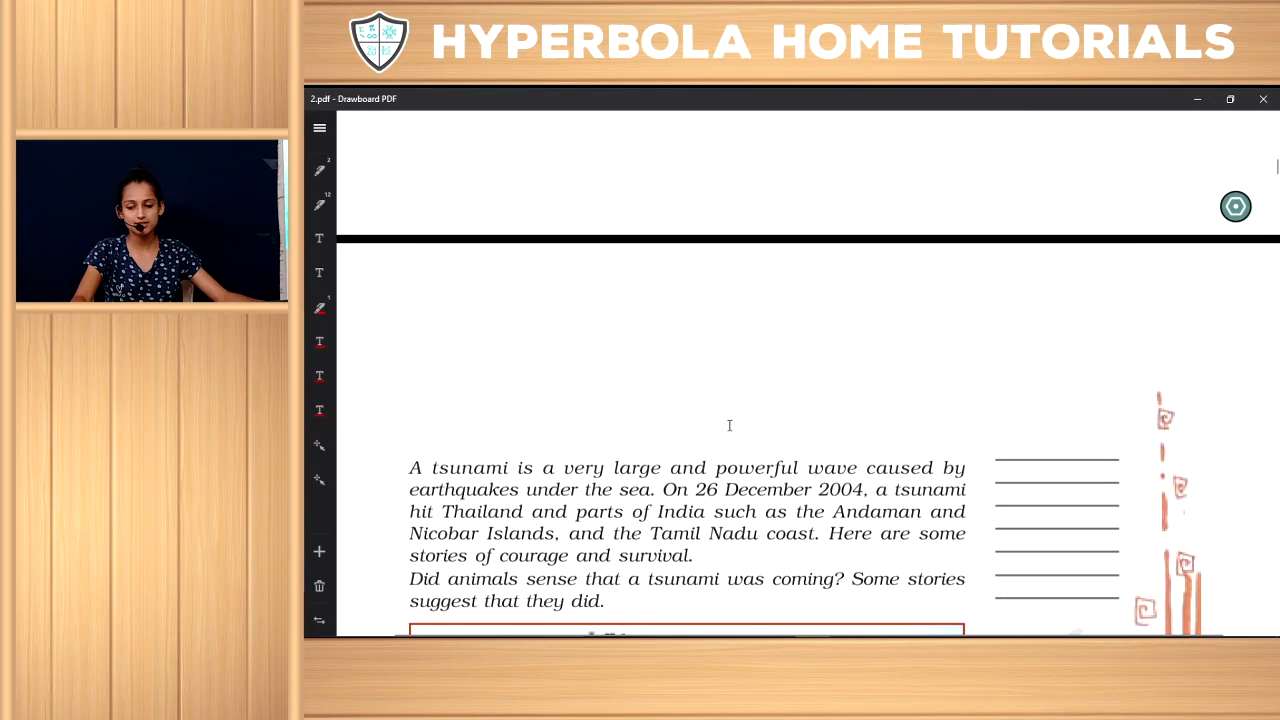 HYPERBOLA HOME TUTORIALS
2.pdf - Drawboard PDF
2
12
T
T
1
T
T
T
A tsunami is a very large and powerful wave caused by
earthquakes under the sea. On 26 December 2004, a tsunami
hit Thailand and parts of India such as the Andaman and
Nicobar Islands, and the Tamil Nadu coast. Here are some
stories of courage and survival.
Did animals sense that a tsunami was coming? Some stories
suggest that they did.